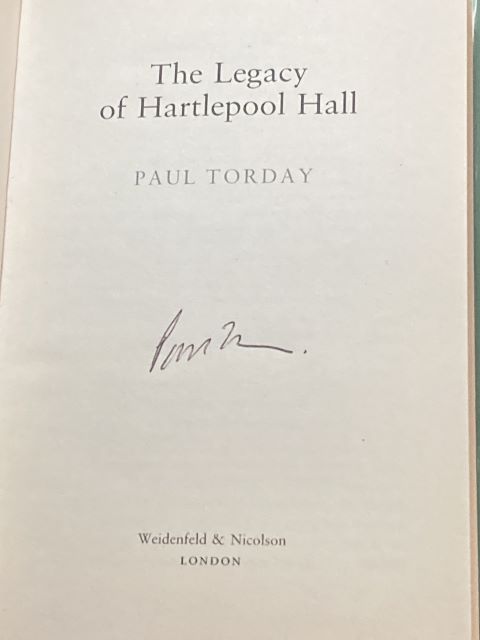 The Legacy
of Hartlepool Hall
PAUL TORDAY
Weidenfeld & Nicolson
LONDON